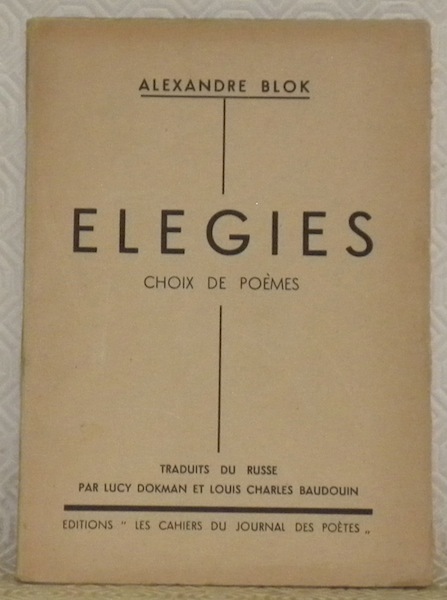 ALEXANDRE BLOK
ELEGIES
CHOIX DE POÈMES
TRADUITS DU RUSSE
PAR LUCY DOKMAN ET LOUIS CHARLES BAUDOUIN
EDITIONS " LES CAHIERS DU JOURNAL DES POÈTES „